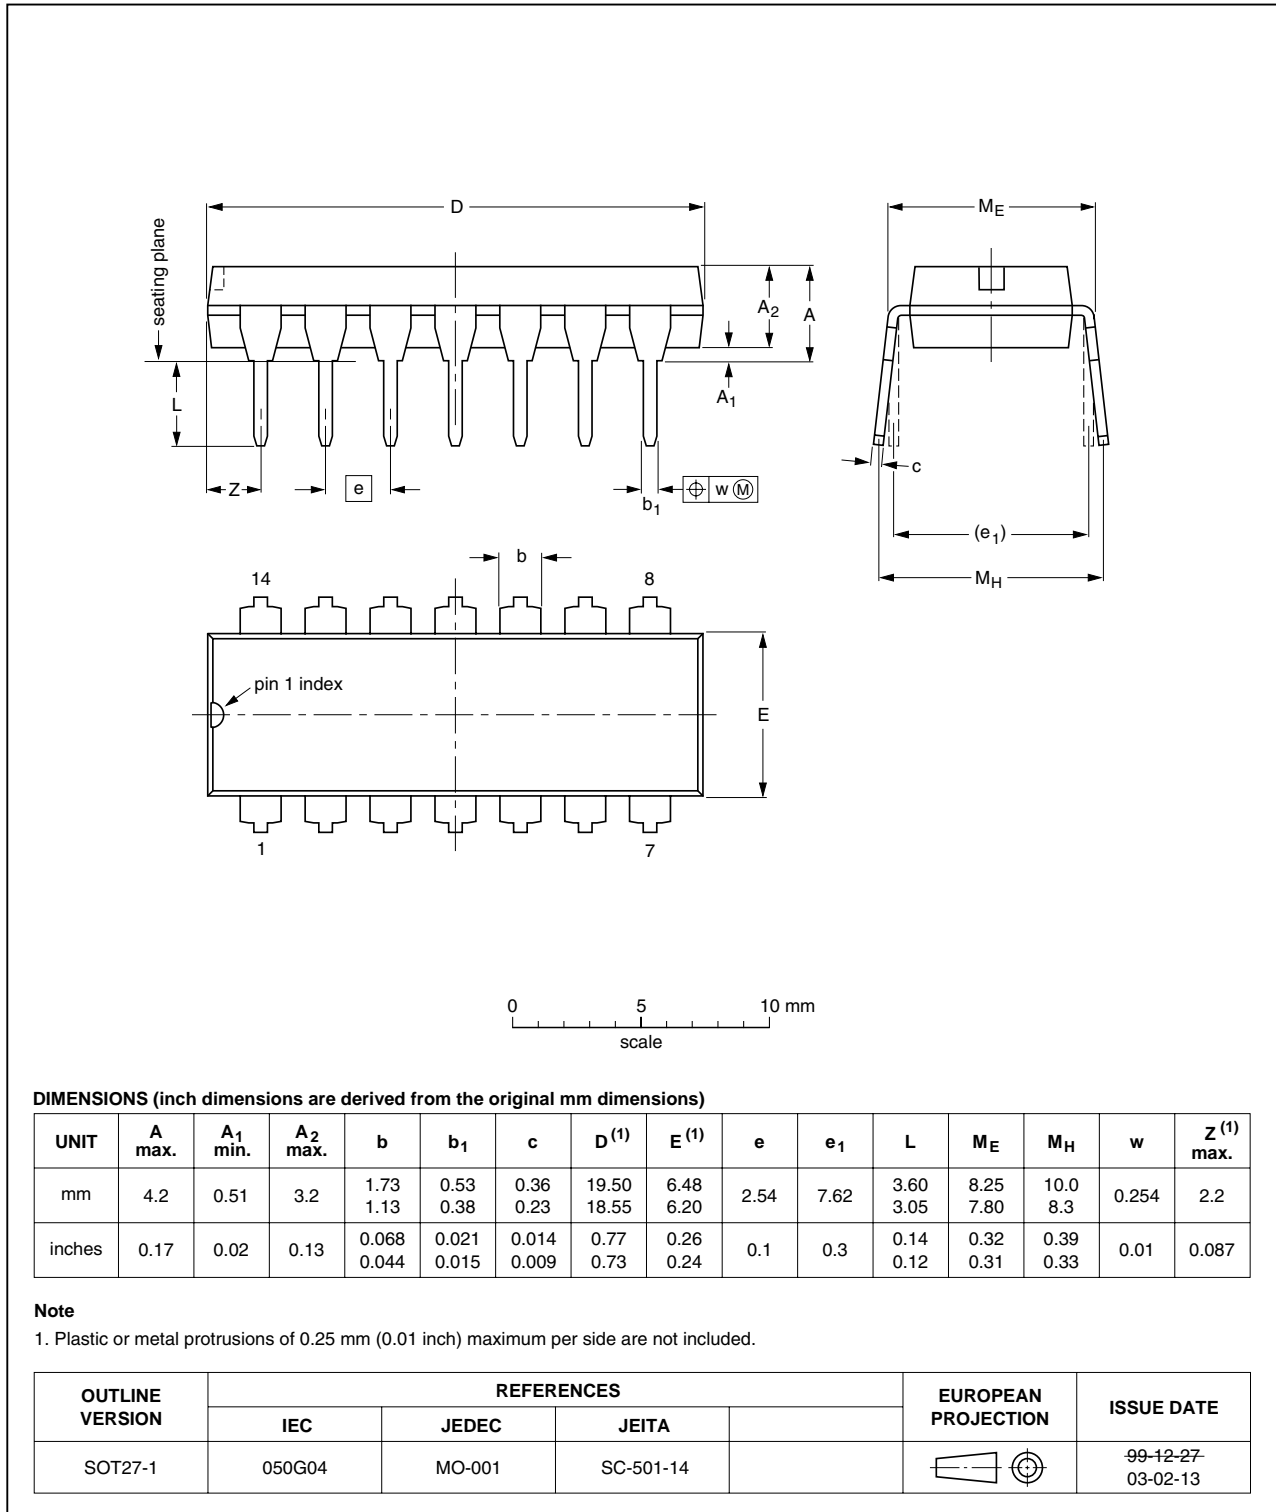 D
M_E
seating plane
A_2
A
L
A_1
c
Z
e
b_1
w M
(e_1)
M_H
b
14
8
pin 1 index
E
1
7
0 5 10 mm
scale
DIMENSIONS (inch dimensions are derived from the original mm dimensions)
UNIT A max. A1 min. A2 max. b b1 c D(1) E(1) e e1 L ME MH w Z(1) max.
mm 4.2 0.51 3.2 1.73 1.13 0.53 0.38 0.36 0.23 19.50 18.55 6.48 6.20 2.54 7.62 3.60 3.05 8.25 7.80 10.0 8.3 0.254 2.2
inches 0.17 0.02 0.13 0.068 0.044 0.021 0.015 0.014 0.009 0.77 0.73 0.26 0.24 0.1 0.3 0.14 0.12 0.32 0.31 0.39 0.33 0.01 0.087
Note
1. Plastic or metal protrusions of 0.25 mm (0.01 inch) maximum per side are not included.
OUTLINE VERSION REFERENCES EUROPEAN PROJECTION ISSUE DATE
IEC JEDEC JEITA
SOT27-1 050G04 MO-001 SC-501-14 99-12-27
03-02-13